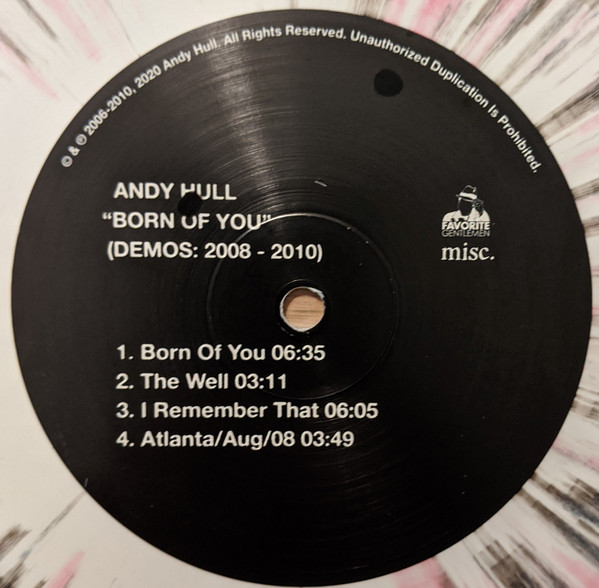 ℗ & ℗ 2006-2010, 2020 Andy Hull. All Rights Reserved. Unauthorized Duplication Is Prohibited.
ANDY HULL
“BORN OF YOU”
(DEMOS: 2008 - 2010)
FAVORITE
GENTLEMEN
misc.
1. Born Of You 06:35
2. The Well 03:11
3. I Remember That 06:05
4. Atlanta/Aug/08 03:49